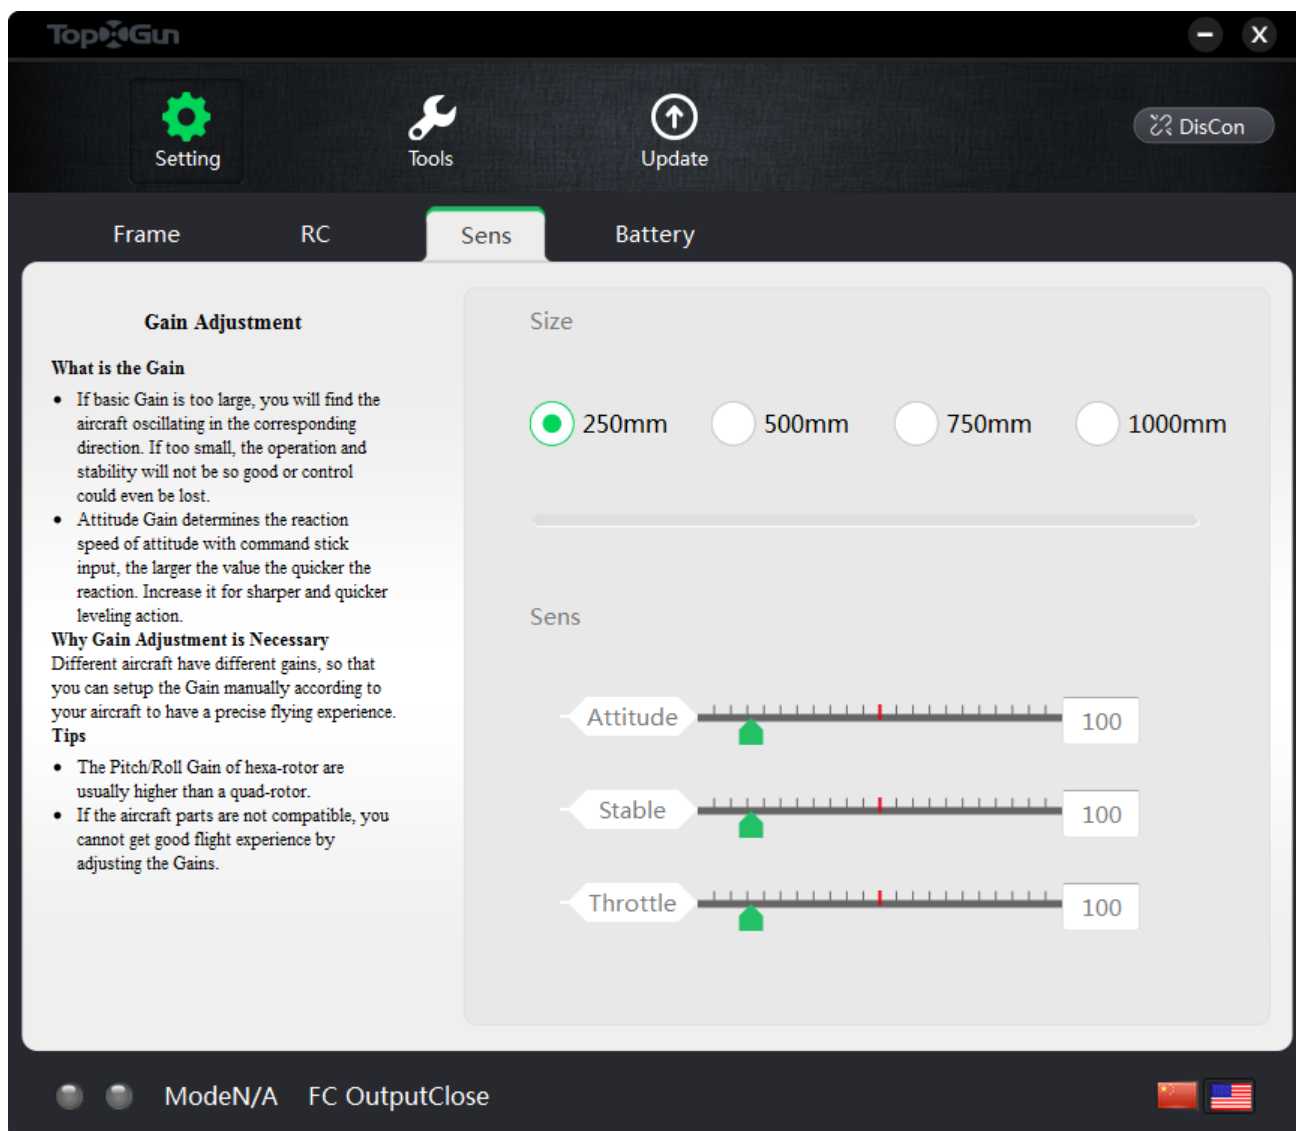 TopGun
X
Setting
Tools
Update
DisCon
Frame
RC
Sens
Battery
Gain Adjustment
What is the Gain
• If basic Gain is too large, you will find the
aircraft oscillating in the corresponding
direction. If too small, the operation and
stability will not be so good or control
could even be lost.
• Attitude Gain determines the reaction
speed of attitude with command stick
input, the larger the value the quicker the
reaction. Increase it for sharper and quicker
leveling action.
Why Gain Adjustment is Necessary
Different aircraft have different gains, so that
you can setup the Gain manually according to
your aircraft to have a precise flying experience.
Tips
• The Pitch/Roll Gain of hexa-rotor are
usually higher than a quad-rotor.
• If the aircraft parts are not compatible, you
cannot get good flight experience by
adjusting the Gains.
Size
250mm
500mm
750mm
1000mm
Sens
Attitude
100
Stable
100
Throttle
100
ModeN/A
FC OutputClose